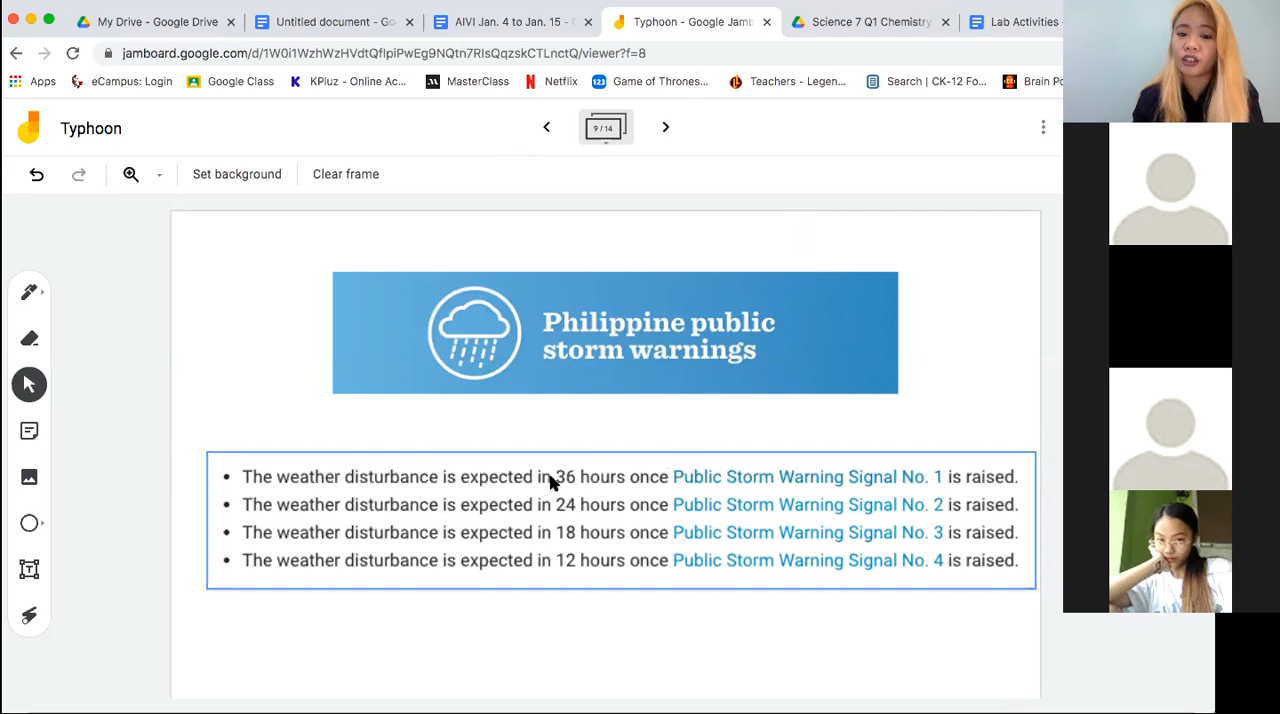 My Drive - Google Drive
Untitled document - Go
AIVI Jan. 4 to Jan. 15 -
Typhoon - Google Jamb
Science 7 Q1 Chemistry
Lab Activities
jamboard.google.com/d/
viewer?f=8
Apps
eCampus: Login
Google Class
KPluz - Online Ac...
MasterClass
Netflix
123
Game of Thrones...
Teachers - Legen...
Search | CK-12 Fo...
Brain Po
Typhoon
9 / 14
Set background
Clear frame
Philippine public
storm warnings
• The weather disturbance is expected in 36 hours once Public Storm Warning Signal No. 1 is raised.
• The weather disturbance is expected in 24 hours once Public Storm Warning Signal No. 2 is raised.
• The weather disturbance is expected in 18 hours once Public Storm Warning Signal No. 3 is raised.
• The weather disturbance is expected in 12 hours once Public Storm Warning Signal No. 4 is raised.